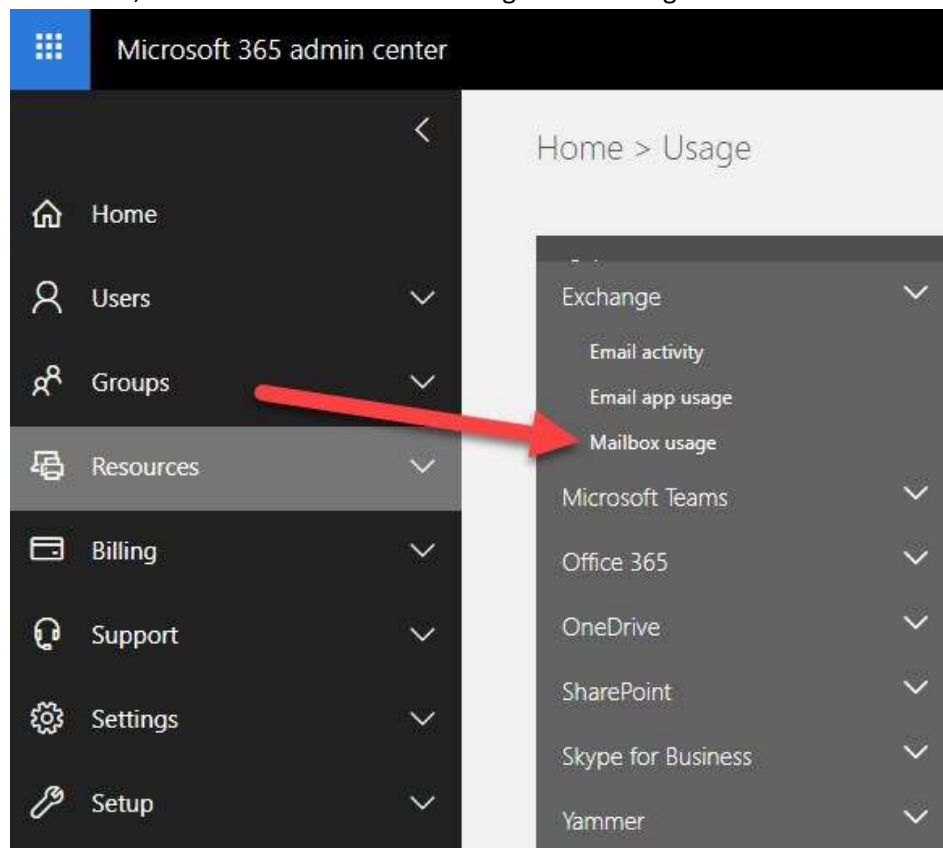 Microsoft 365 admin center
Home > Usage
Home
Users
Groups
Resources
Billing
Support
Settings
Setup
Exchange
Email activity
Email app usage
Mailbox usage
Microsoft Teams
Office 365
OneDrive
SharePoint
Skype for Business
Yammer